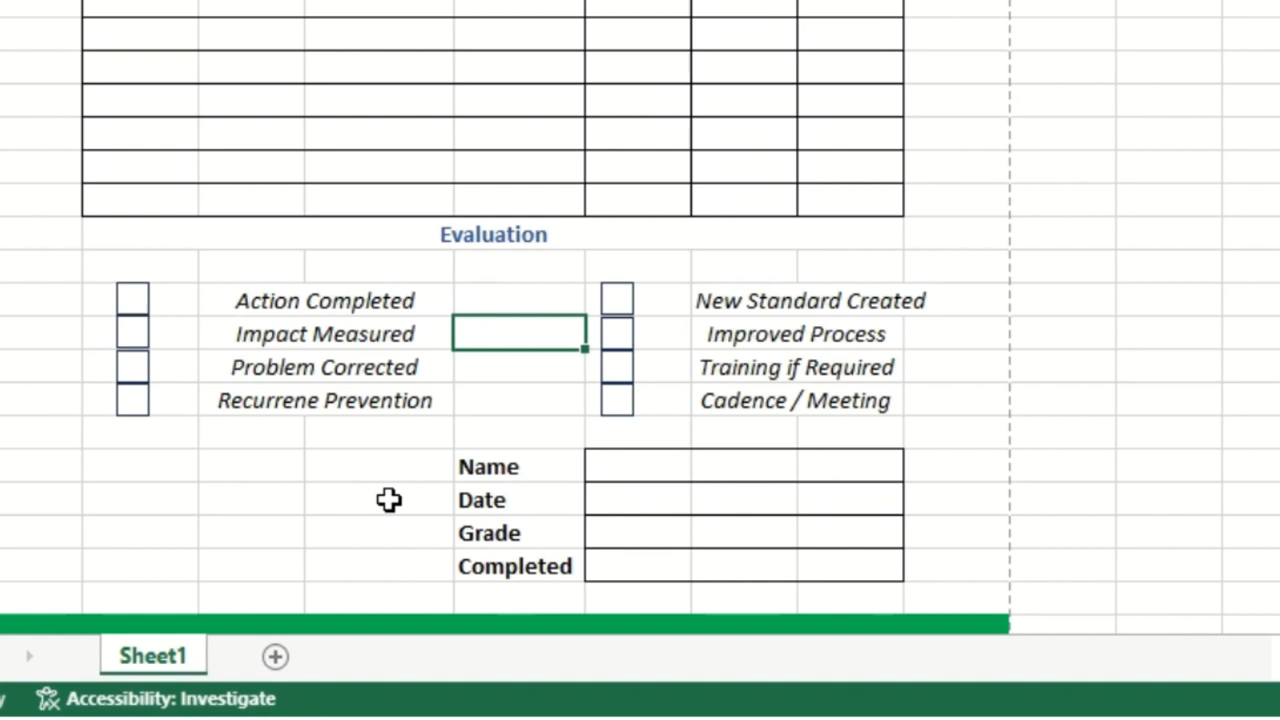 Evaluation
Action Completed
New Standard Created
Impact Measured
Improved Process
Problem Corrected
Training if Required
Recurrene Prevention
Cadence / Meeting
Name
Date
Grade
Completed
Sheet1
Accessibility: Investigate